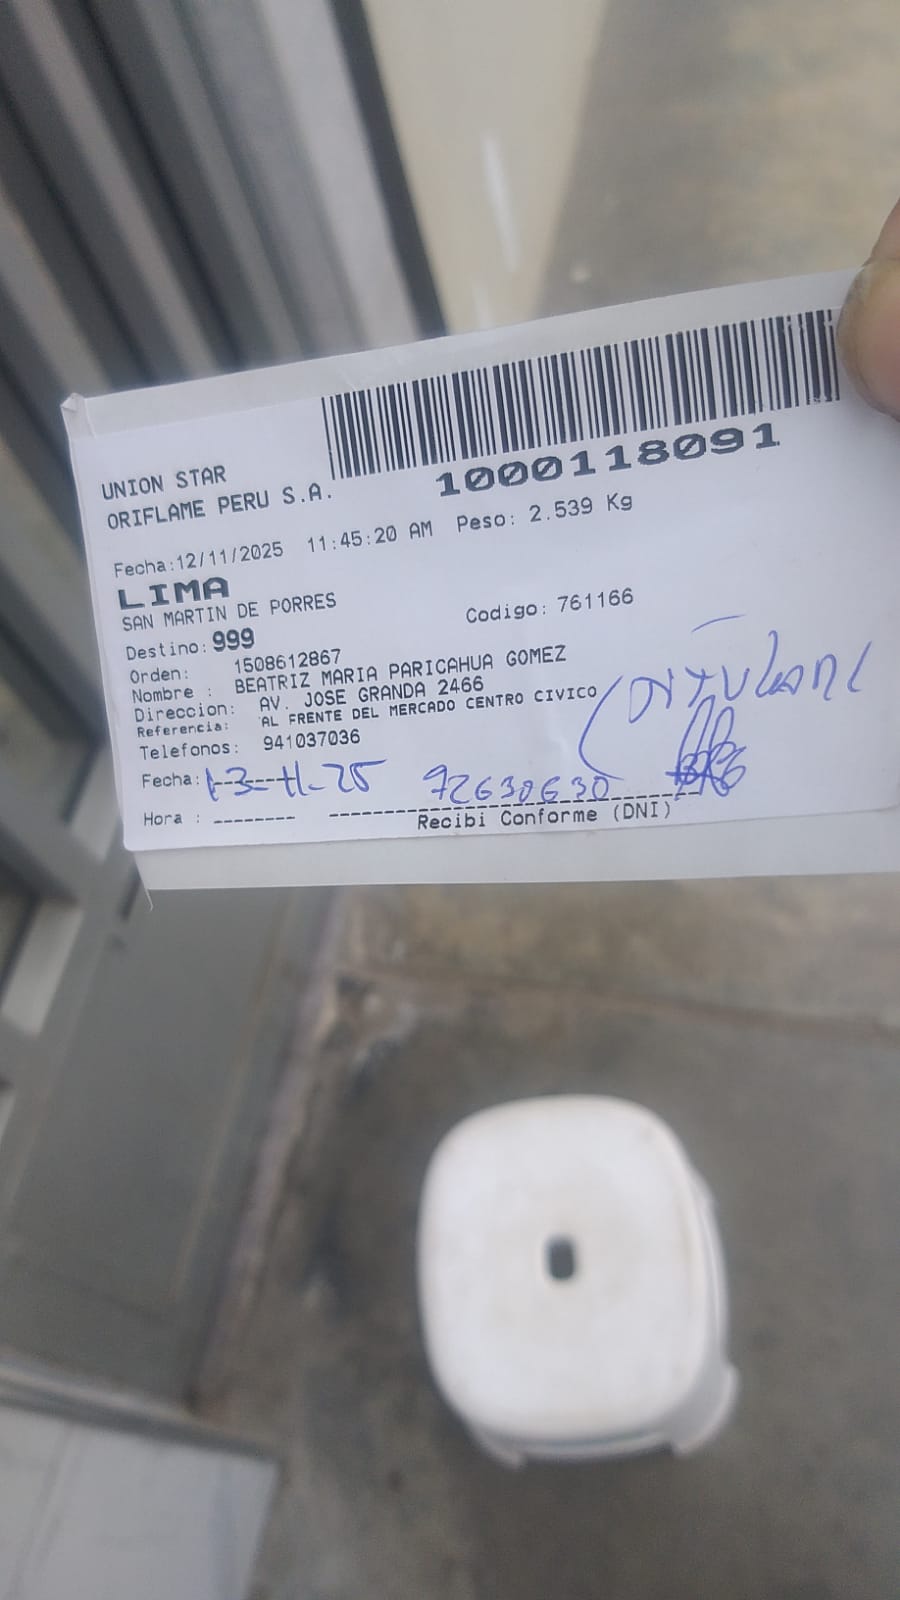 1000118091
UNION STAR
ORIFLAME PERU S.A.
Fecha:12/11/2025 11:45:20 AM Peso: 2.539 Kg
LIMA
SAN MARTIN DE PORRES
Destino: 999 Codigo: 761166
Orden: 1508612867
Nombre : BEATRIZ MARIA PARICAHUA GOMEZ
Direccion: AV. JOSE GRANDA 2466
Referencia: AL FRENTE DEL MERCADO CENTRO CIVICO
Telefonos: 941037036
Fecha: 13-11-25 92630630
Hora : --------
Recibi Conforme (DNI)